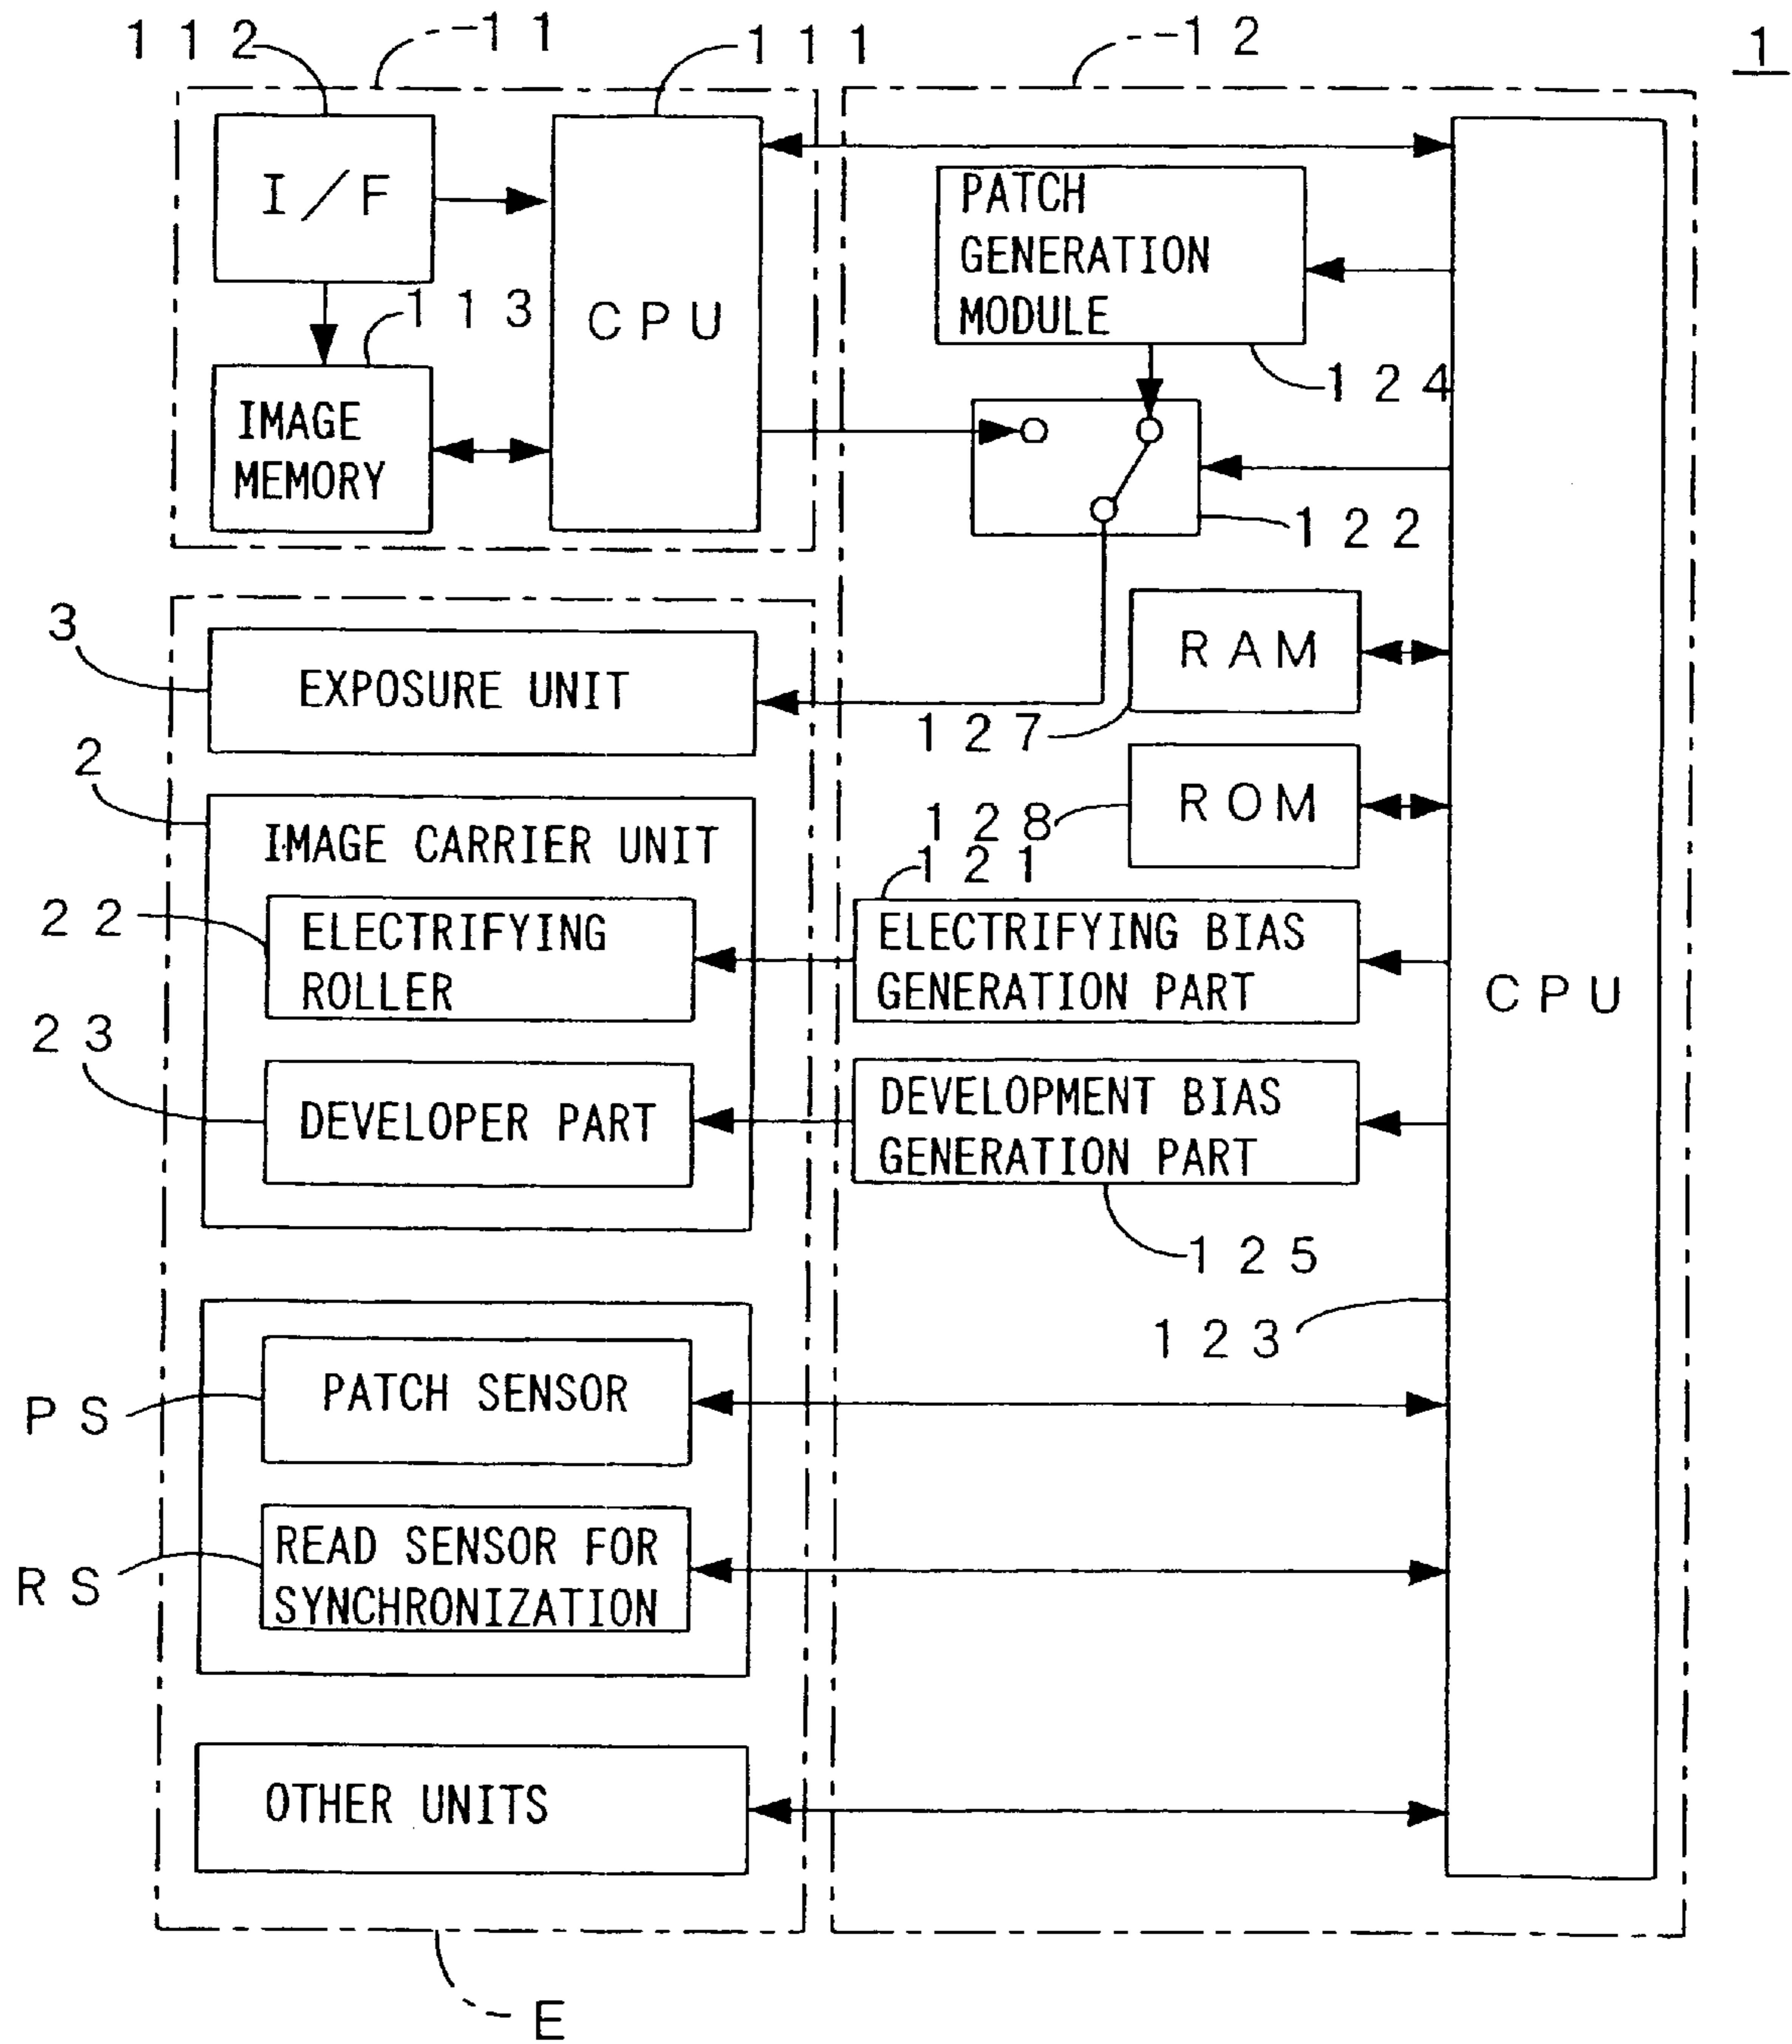 112
11
111
12
1
I/F
CPU
PATCH
GENERATION
MODULE
113
124
IMAGE
MEMORY
122
3
EXPOSURE UNIT
RAM
127
2
ROM
128
IMAGE CARRIER UNIT
121
22
ELECTRIFYING
ROLLER
ELECTRIFYING BIAS
GENERATION PART
CPU
23
DEVELOPER PART
DEVELOPMENT BIAS
GENERATION PART
125
123
PS
PATCH SENSOR
RS
READ SENSOR FOR
SYNCHRONIZATION
OTHER UNITS
E